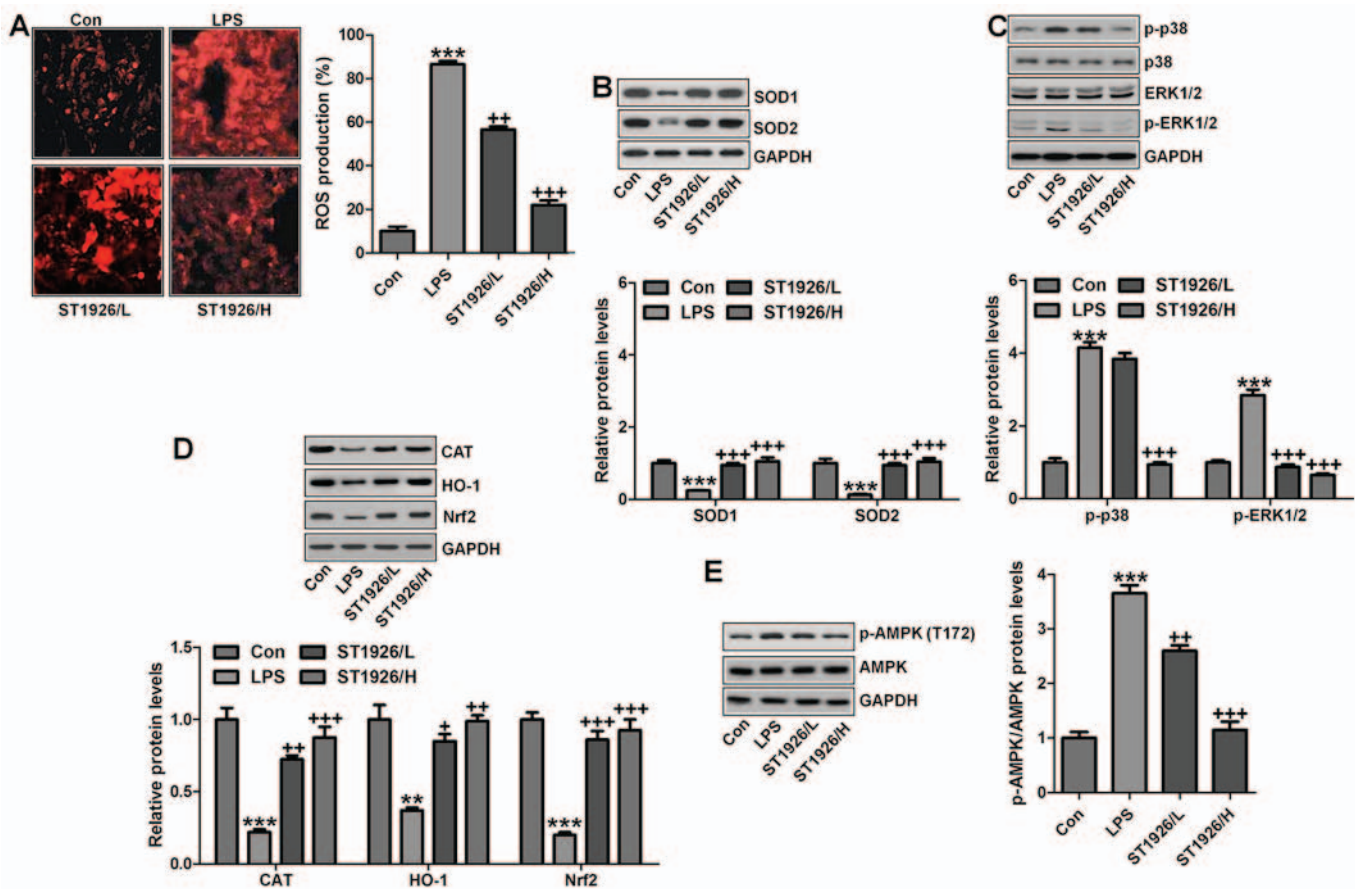 A
Con
LPS
ST1926/L
ST1926/H
ROS production (%)
100
80
60
40
20
0
***
++
+++
Con
LPS
ST1926/L
ST1926/H
B
SOD1
SOD2
GAPDH
Con
LPS
ST1926/L
ST1926/H
Relative protein levels
6
4
2
0
Con
LPS
ST1926/L
ST1926/H
***
+++
+++
***
+++
+++
SOD1
SOD2
C
p-p38
p38
ERK1/2
p-ERK1/2
GAPDH
Con
LPS
ST1926/L
ST1926/H
Relative protein levels
6
4
2
0
Con
LPS
ST1926/L
ST1926/H
***
+++
***
+++
+++
p-p38
p-ERK1/2
D
CAT
HO-1
Nrf2
GAPDH
Con
LPS
ST1926/L
ST1926/H
Relative protein levels
1.5
1.0
0.5
0.0
Con
LPS
ST1926/L
ST1926/H
***
++
+++
**
+
++
***
+++
+++
CAT
HO-1
Nrf2
E
p-AMPK (T172)
AMPK
GAPDH
Con
LPS
ST1926/L
ST1926/H
p-AMPK/AMPK protein levels
4
3
2
1
0
***
++
+++
Con
LPS
ST1926/L
ST1926/H